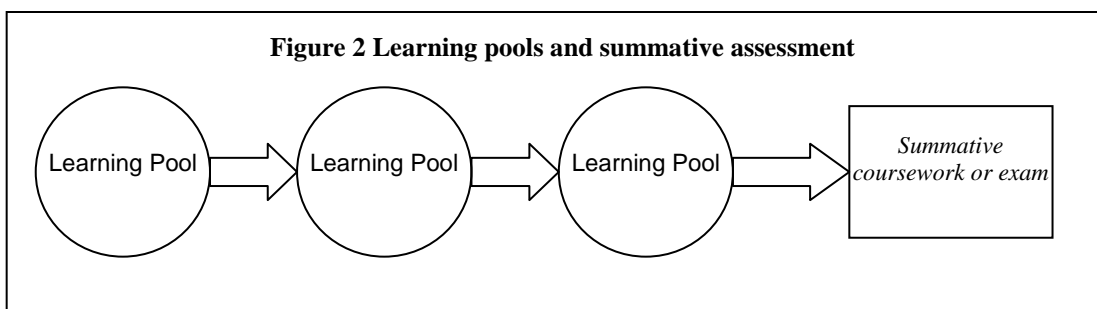 Figure 2 Learning pools and summative assessment
Learning Pool
Learning Pool
Learning Pool
Summative
coursework or exam